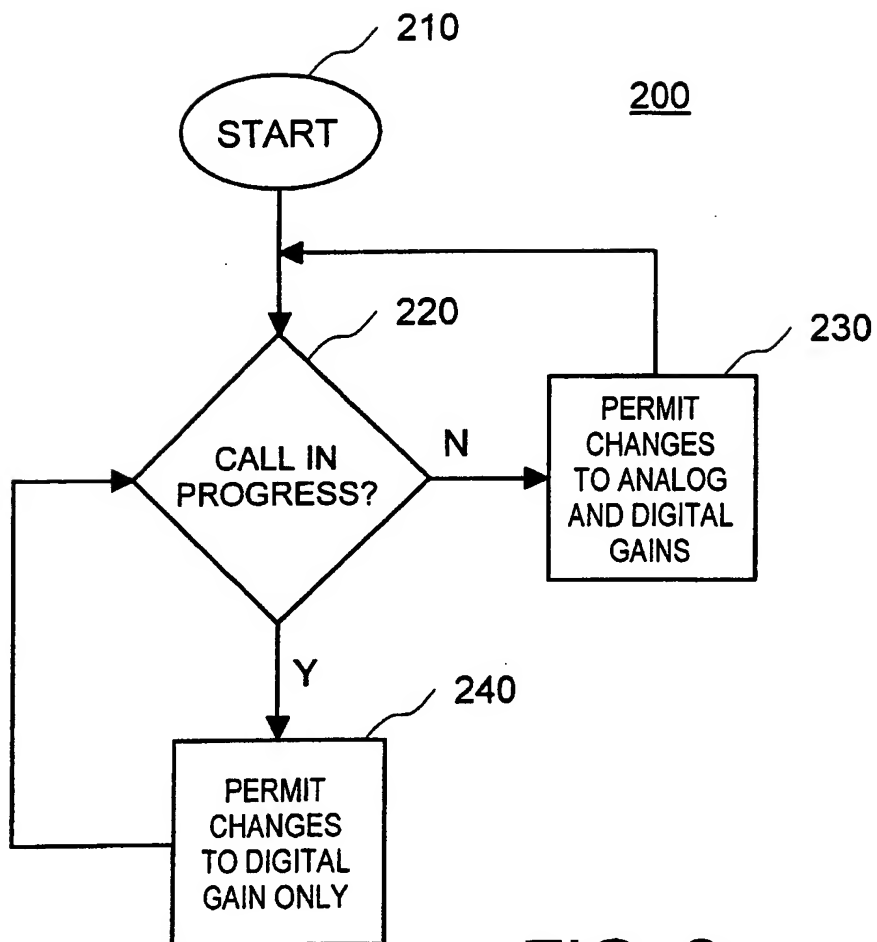 210
START
200
220
CALL IN
PROGRESS?
N
230
PERMIT
CHANGES
TO ANALOG
AND DIGITAL
GAINS
Y
240
PERMIT
CHANGES
TO DIGITAL
GAIN ONLY